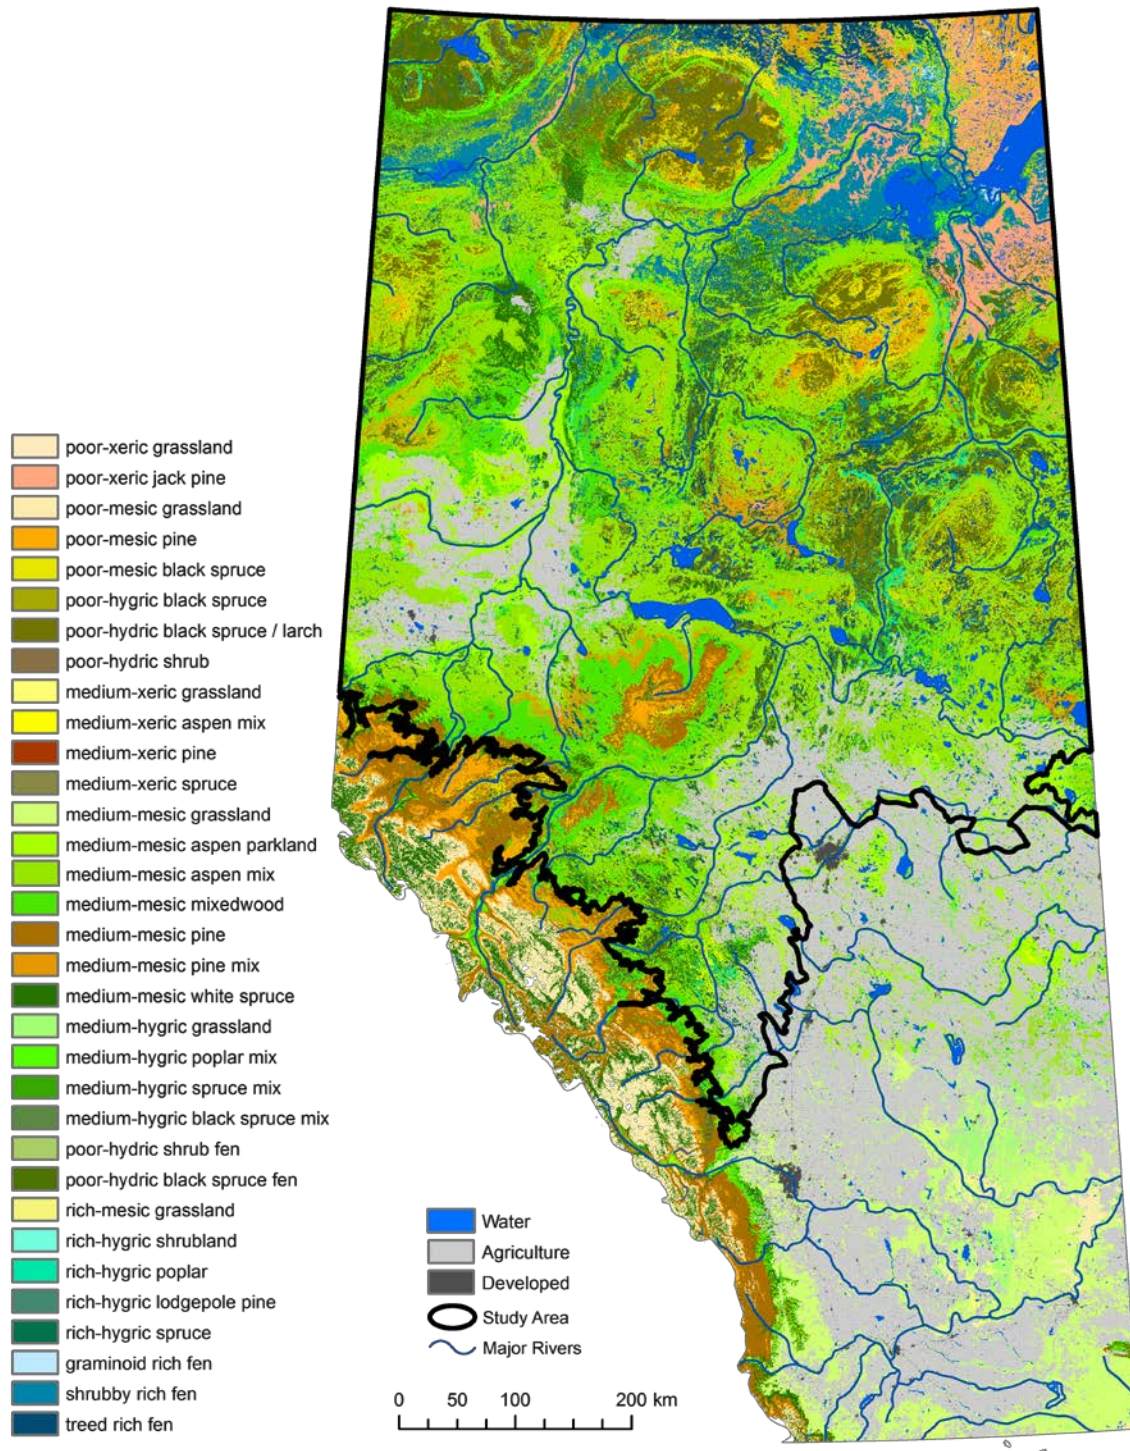 poor-xeric grassland
poor-xeric jack pine
poor-mesic grassland
poor-mesic pine
poor-mesic black spruce
poor-hygric black spruce
poor-hydric black spruce / larch
poor-hydric shrub
medium-xeric grassland
medium-xeric aspen mix
medium-xeric pine
medium-xeric spruce
medium-mesic grassland
medium-mesic aspen parkland
medium-mesic aspen mix
medium-mesic mixedwood
medium-mesic pine
medium-mesic pine mix
medium-mesic white spruce
medium-hygric grassland
medium-hygric poplar mix
medium-hygric spruce mix
medium-hygric black spruce mix
poor-hydric shrub fen
poor-hydric black spruce fen
rich-mesic grassland
rich-hygric shrubland
rich-hygric poplar
rich-hygric lodgepole pine
rich-hygric spruce
graminoid rich fen
shrubby rich fen
treed rich fen
Water
Agriculture
Developed
Study Area
Major Rivers
0 50 100 200 km